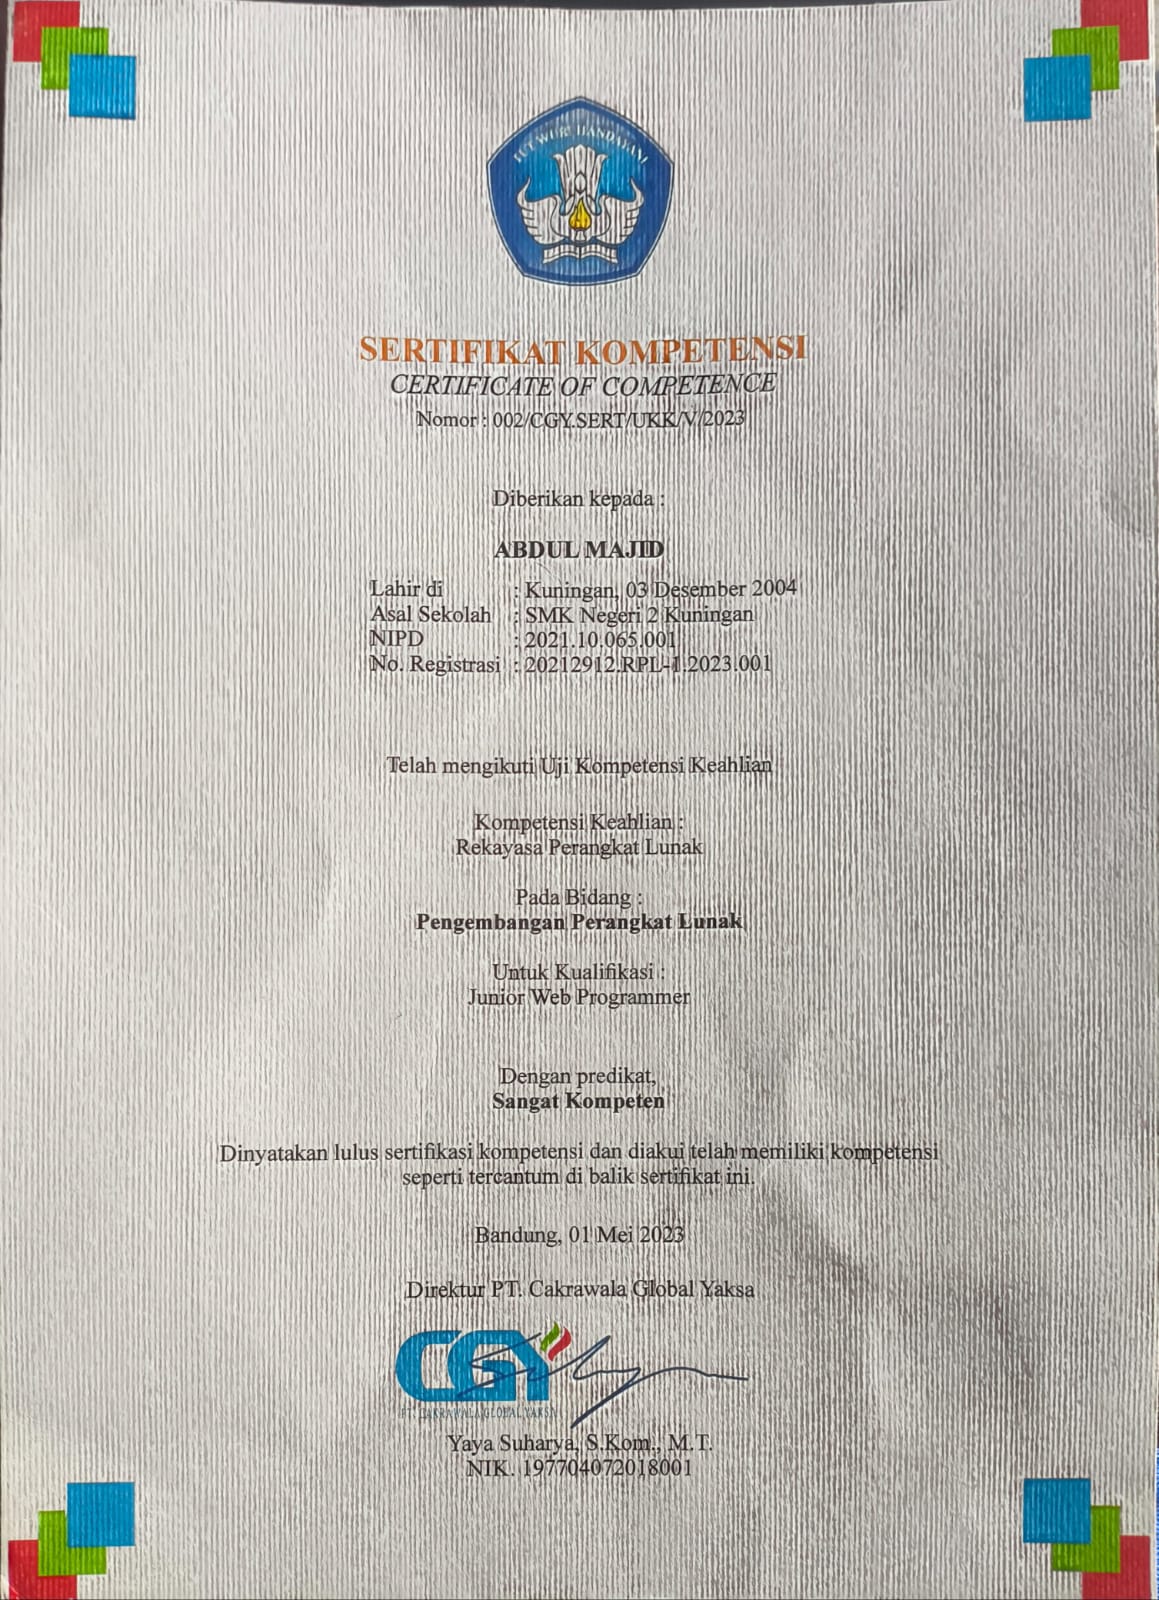 TUT WURI HANDAYANI
SERTIFIKAT KOMPETENSI
CERTIFICATE OF COMPETENCE
Nomor : 002/CGY.SERT/UKK/V/2023
Diberikan kepada :
ABDUL MAJID
Lahir di : Kuningan, 03 Desember 2004
Asal Sekolah : SMK Negeri 2 Kuningan
NIPD : 2021.10.065.001
No. Registrasi : 20212912.RPL-1.2023.001
Telah mengikuti Uji Kompetensi Keahlian
Kompetensi Keahlian :
Rekayasa Perangkat Lunak
Pada Bidang :
Pengembangan Perangkat Lunak
Untuk Kualifikasi :
Junior Web Programmer
Dengan predikat,
Sangat Kompeten
Dinyatakan lulus sertifikasi kompetensi dan diakui telah memiliki kompetensi
seperti tercantum di balik sertifikat ini.
Bandung, 01 Mei 2023
Direktur PT. Cakrawala Global Yaksa
CGY
PT. CAKRAWALA GLOBAL YAKSA
Yaya Suharya, S.Kom., M.T.
NIK. 197704072018001